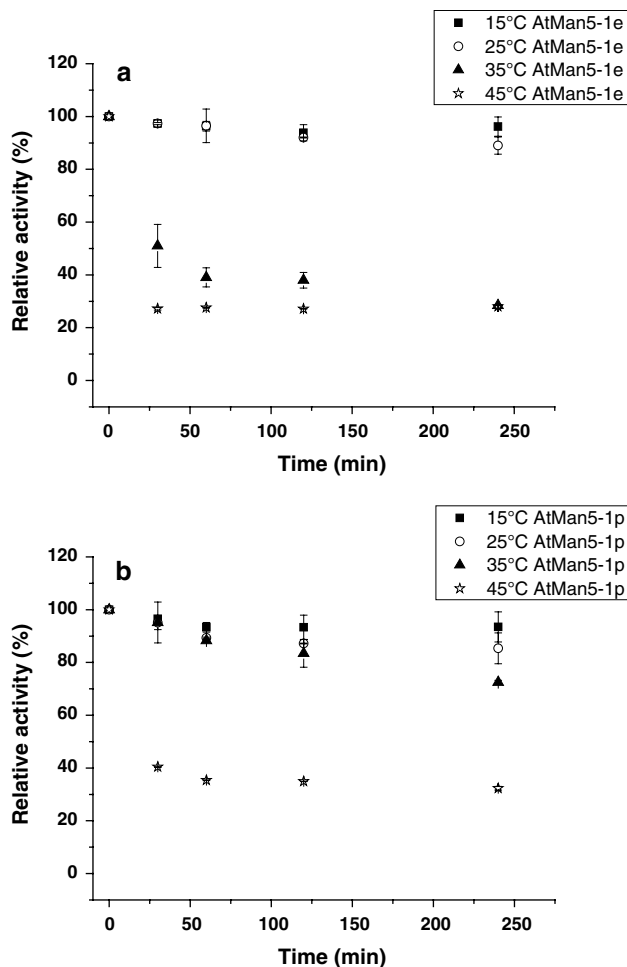 15°C AtMan5-1e
25°C AtMan5-1e
35°C AtMan5-1e
45°C AtMan5-1e
a
120
100
80
60
40
20
0
Relative activity (%)
0 50 100 150 200 250
Time (min)
15°C AtMan5-1p
25°C AtMan5-1p
35°C AtMan5-1p
45°C AtMan5-1p
b
120
100
80
60
40
20
0
Relative activity (%)
0 50 100 150 200 250
Time (min)